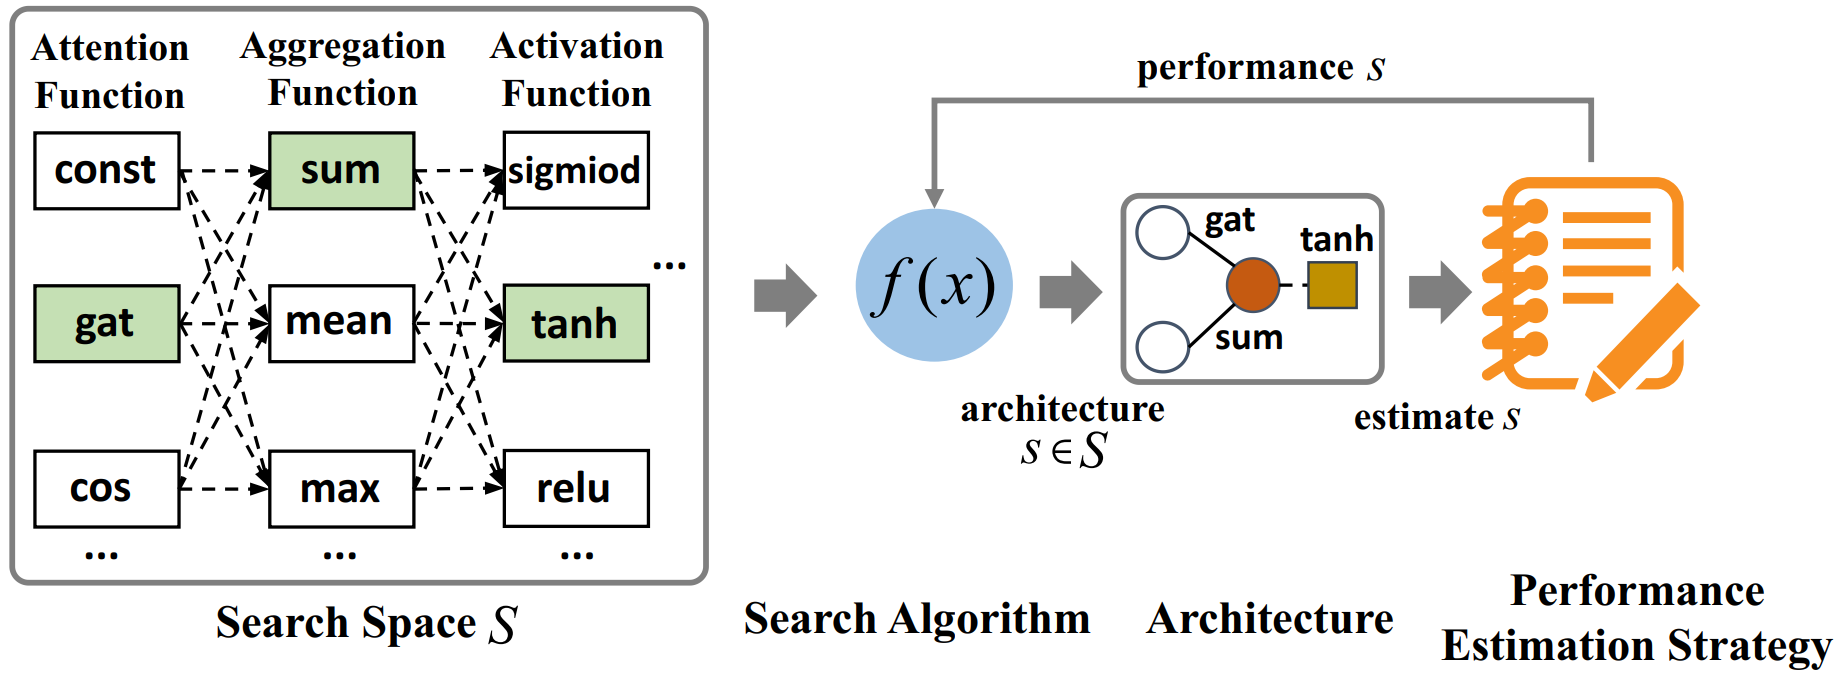 Attention
Function
Aggregation
Function
Activation
Function
const
sum
sigmiod
gat
mean
tanh
...
cos
max
relu
...
...
...
Search Space S
performance s
f(x)
architecture
s∈S
Search Algorithm
gat
tanh
sum
Architecture
estimate s
Performance
Estimation Strategy